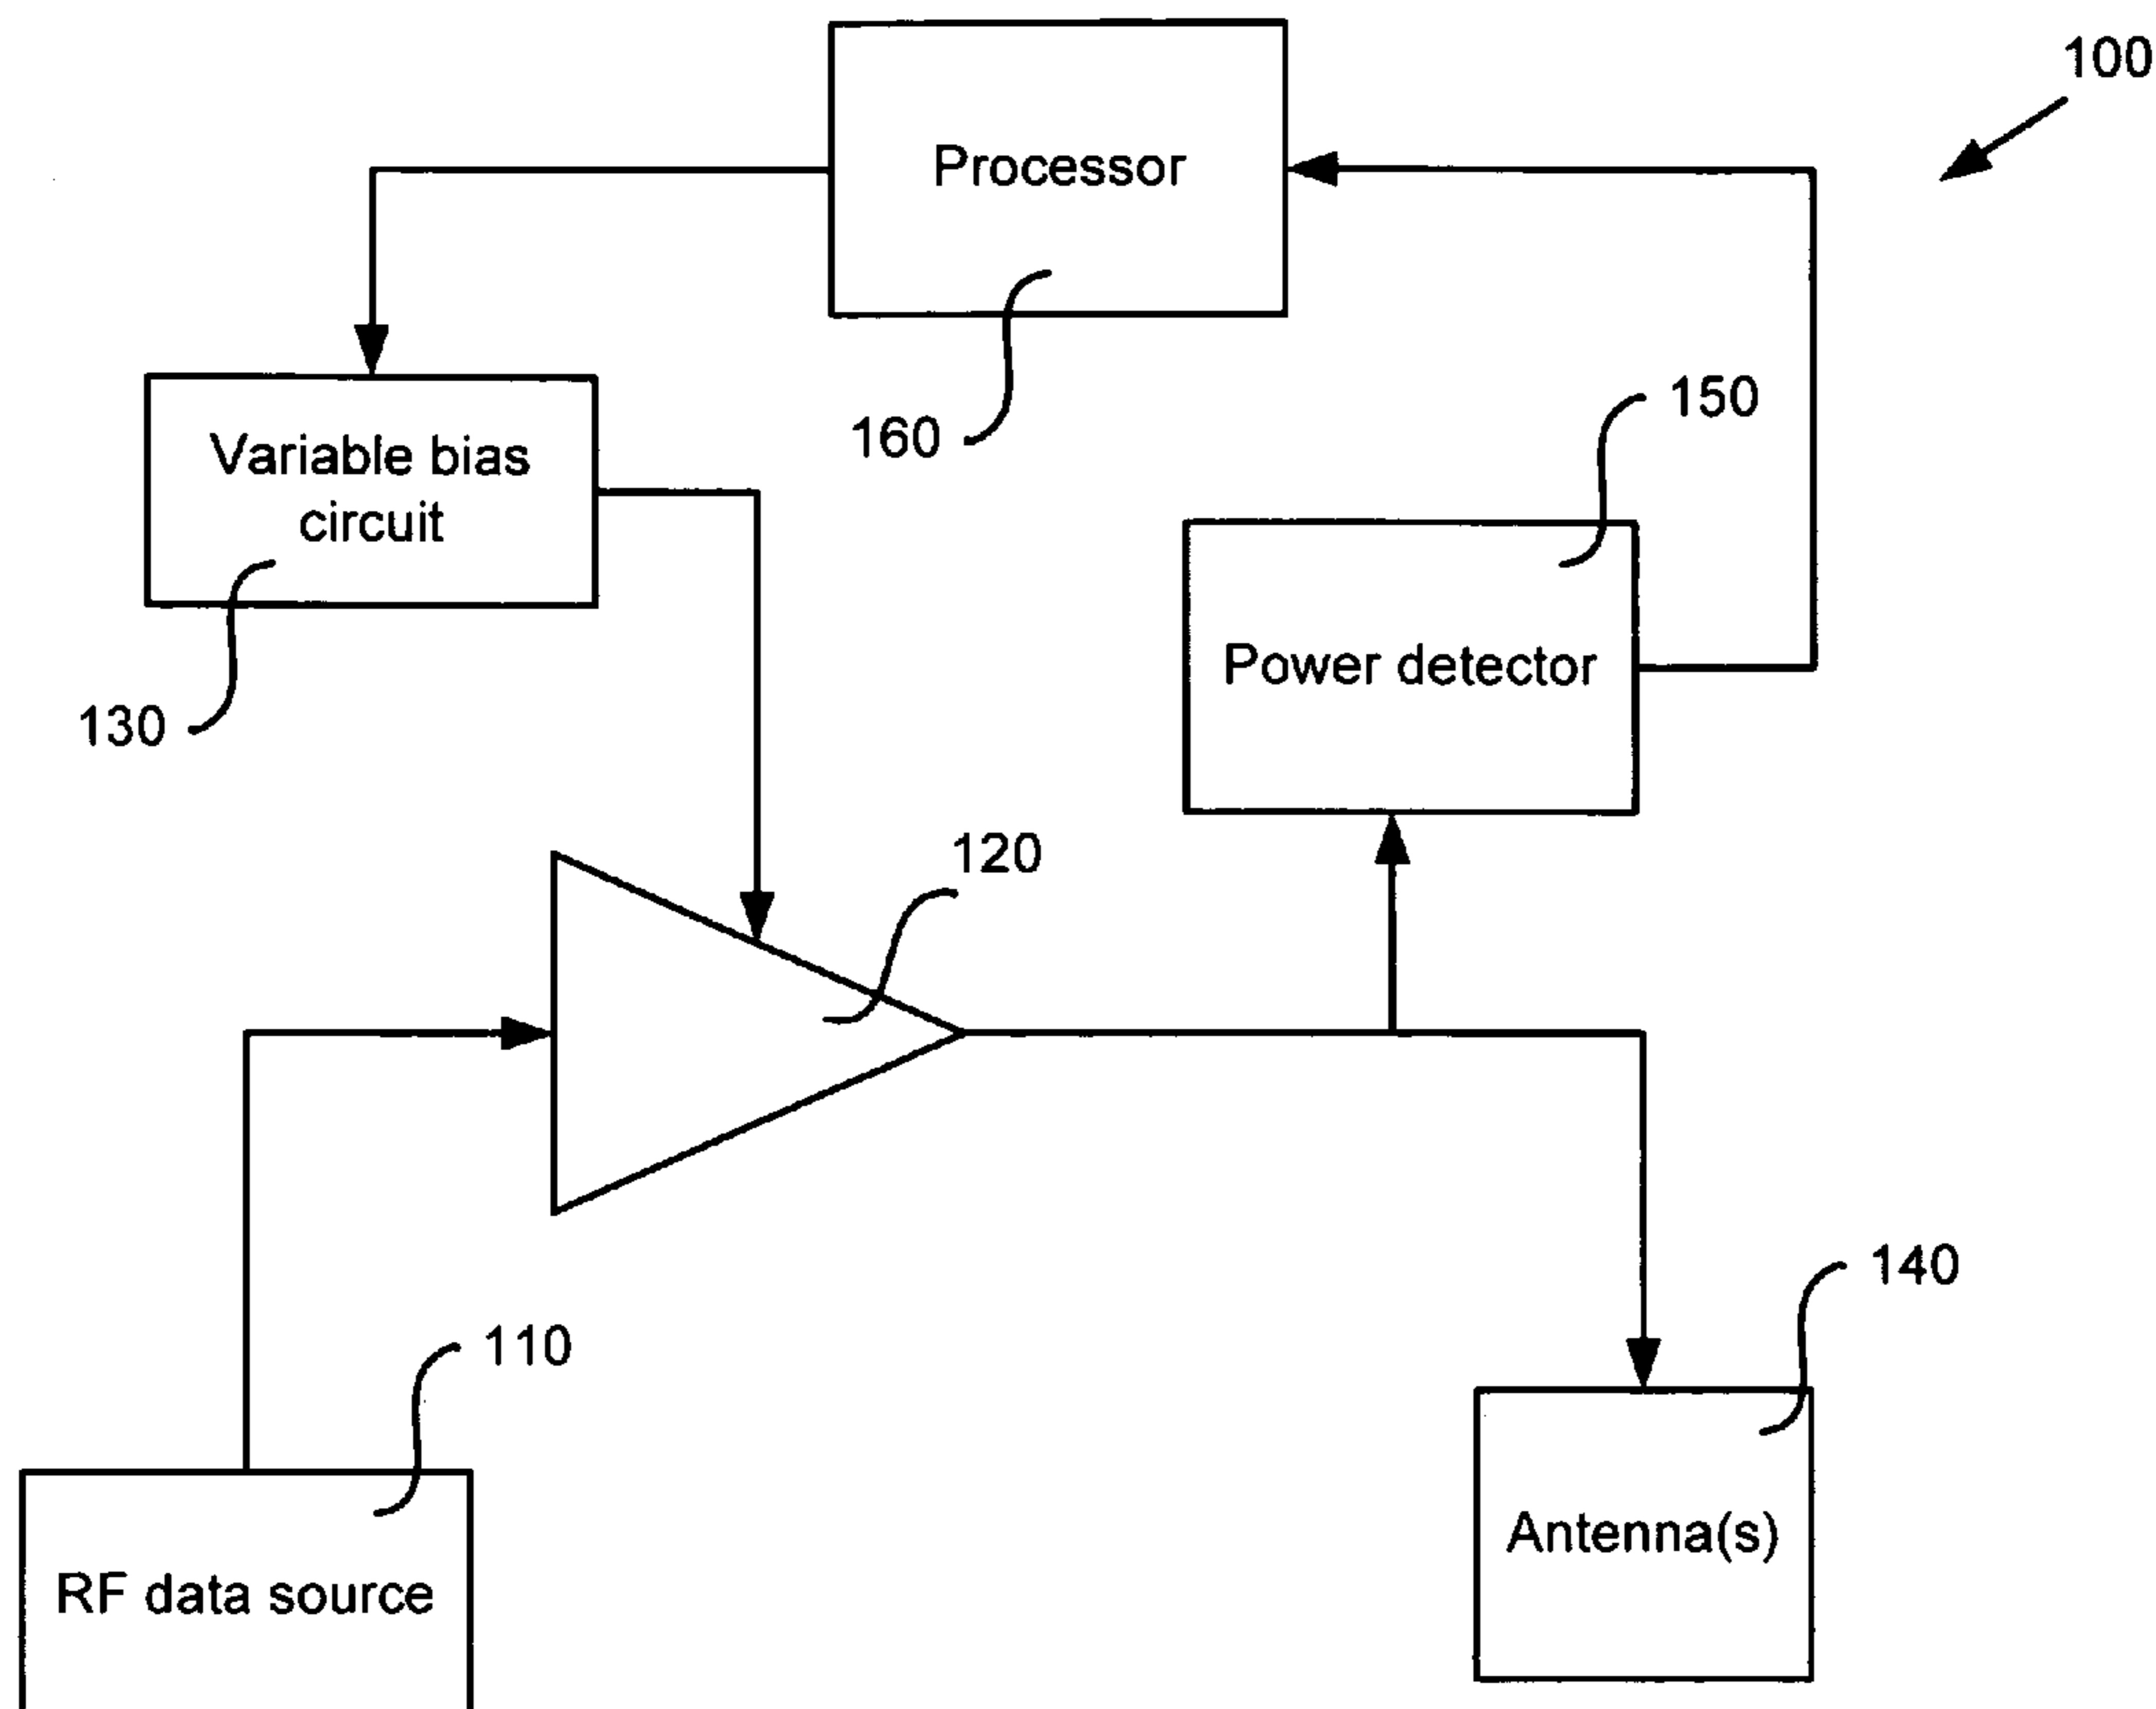 100
Processor
160
Variable bias
circuit
130
150
Power detector
120
110
RF data source
140
Antenna(s)